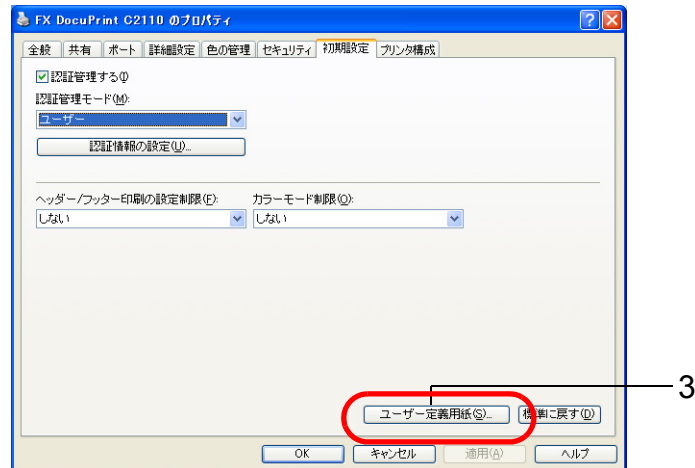 FX DocuPrint C2110 のプロパティ
全般 共有 ポート 詳細設定 色の管理 セキュリティ 初期設定 プリンタ構成
認証管理する(I)
認証管理モード(M):
ユーザー
認証情報の設定(U)...
ヘッダー/フッター印刷の設定制限(F): カラーモード制限(O):
しない しない
3
ユーザー定義用紙(S)... 標準に戻す(D)
OK キャンセル 適用(A) ヘルプ